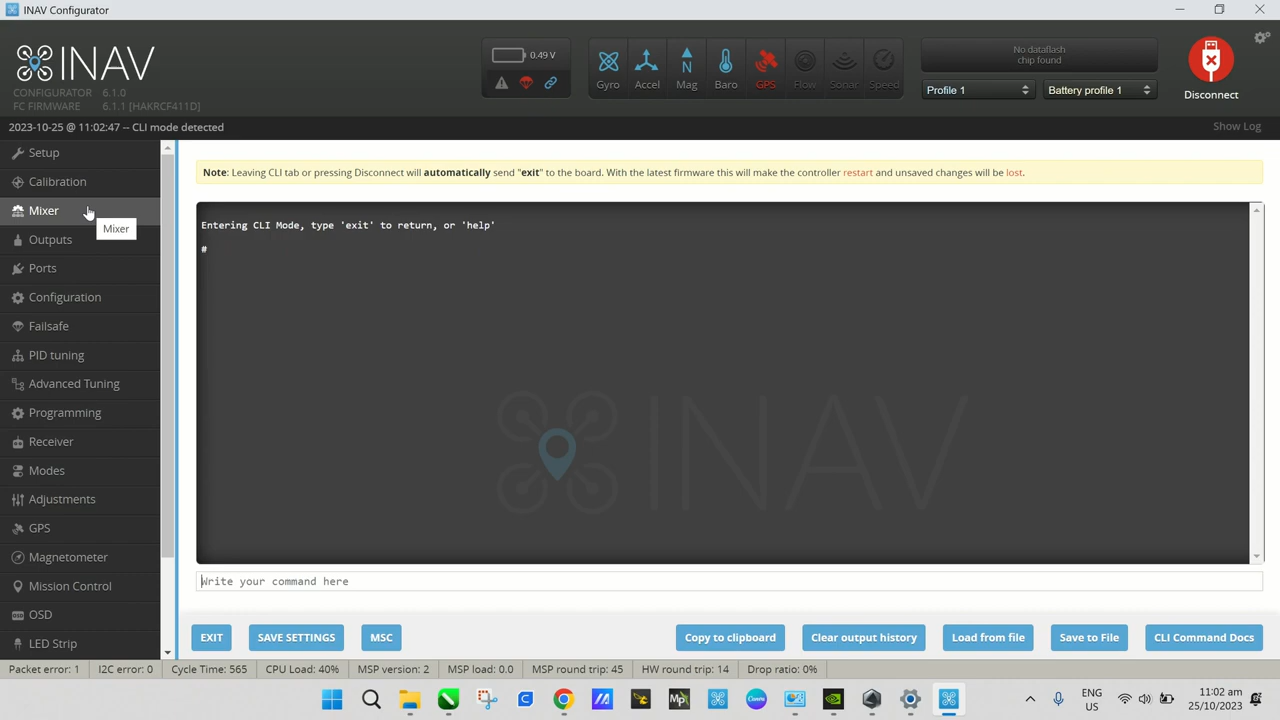 INAV Configurator
INAV
CONFIGURATOR 6.1.0
FC FIRMWARE 6.1.1 [HAKRCF411D]
0.49 V
Gyro
Accel
Mag
Baro
GPS
Flow
Sonar
Speed
No dataflash
chip found
Profile 1
Battery profile 1
Disconnect
2023-10-25 @ 11:02:47 -- CLI mode detected
Show Log
Setup
Calibration
Mixer
Mixer
Outputs
Ports
Configuration
Failsafe
PID tuning
Advanced Tuning
Programming
Receiver
Modes
Adjustments
GPS
Magnetometer
Mission Control
OSD
LED Strip
Note: Leaving CLI tab or pressing Disconnect will automatically send "exit" to the board. With the latest firmware this will make the controller restart and unsaved changes will be lost.
Entering CLI Mode, type 'exit' to return, or 'help'
#
INAV
Write your command here
EXIT
SAVE SETTINGS
MSC
Copy to clipboard
Clear output history
Load from file
Save to File
CLI Command Docs
Packet error: 1
I2C error: 0
Cycle Time: 565
CPU Load: 40%
MSP version: 2
MSP load: 0.0
MSP round trip: 45
HW round trip: 14
Drop ratio: 0%
Canva
MP
ENG
US
11:02 am
25/10/2023